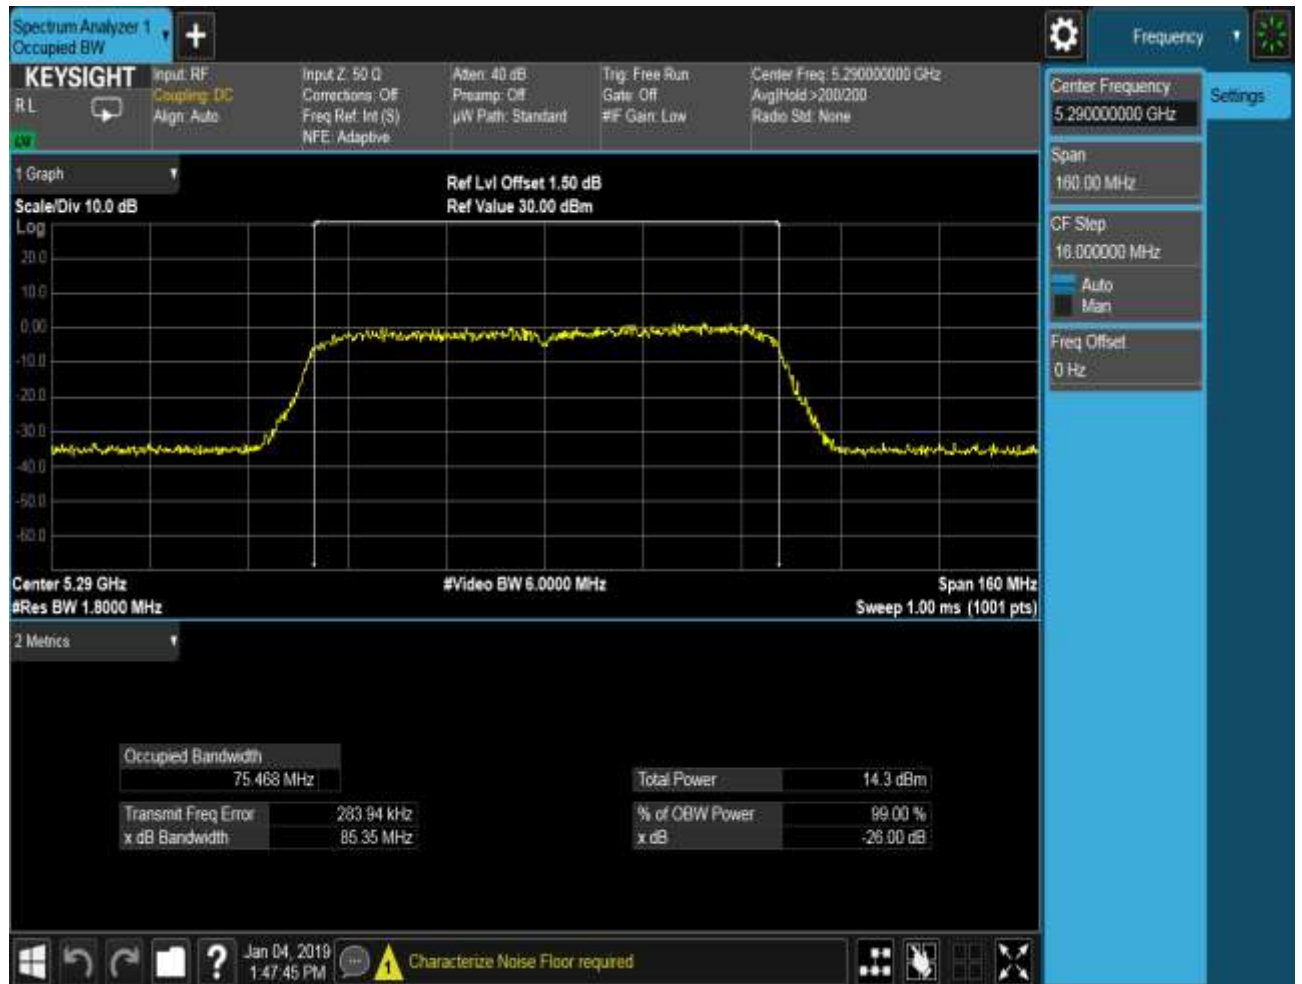 Spectrum Analyzer 1
Occupied BW
Frequency
KEYSIGHT
R L
Input: RF
Coupling: DC
Align: Auto
Input Z: 50 Ω
Corrections: Off
Freq Ref: Int (S)
NFE: Adaptive
Atten: 40 dB
Preamp: Off
µW Path: Standard
Trig: Free Run
Gate: Off
#IF Gain: Low
Center Freq: 5.290000000 GHz
Avg|Hold:>200/200
Radio Std: None
Center Frequency
5.290000000 GHz
Settings
Span
160.00 MHz
CF Step
16.000000 MHz
Auto
Man
Freq Offset
0 Hz
1 Graph
Scale/Div 10.0 dB
Ref Lvl Offset 1.50 dB
Ref Value 30.00 dBm
Log
20.0
10.0
0.00
-10.0
-20.0
-30.0
-40.0
-50.0
-60.0
Center 5.29 GHz
#Video BW 6.0000 MHz
Span 160 MHz
#Res BW 1.8000 MHz
Sweep 1.00 ms (1001 pts)
2 Metrics
Occupied Bandwidth
75.468 MHz
Total Power 14.3 dBm
Transmit Freq Error 283.94 kHz
% of OBW Power 99.00 %
x dB Bandwidth 85.35 MHz
x dB -26.00 dB
?
Jan 04, 2019
1:47:45 PM
1
Characterize Noise Floor required